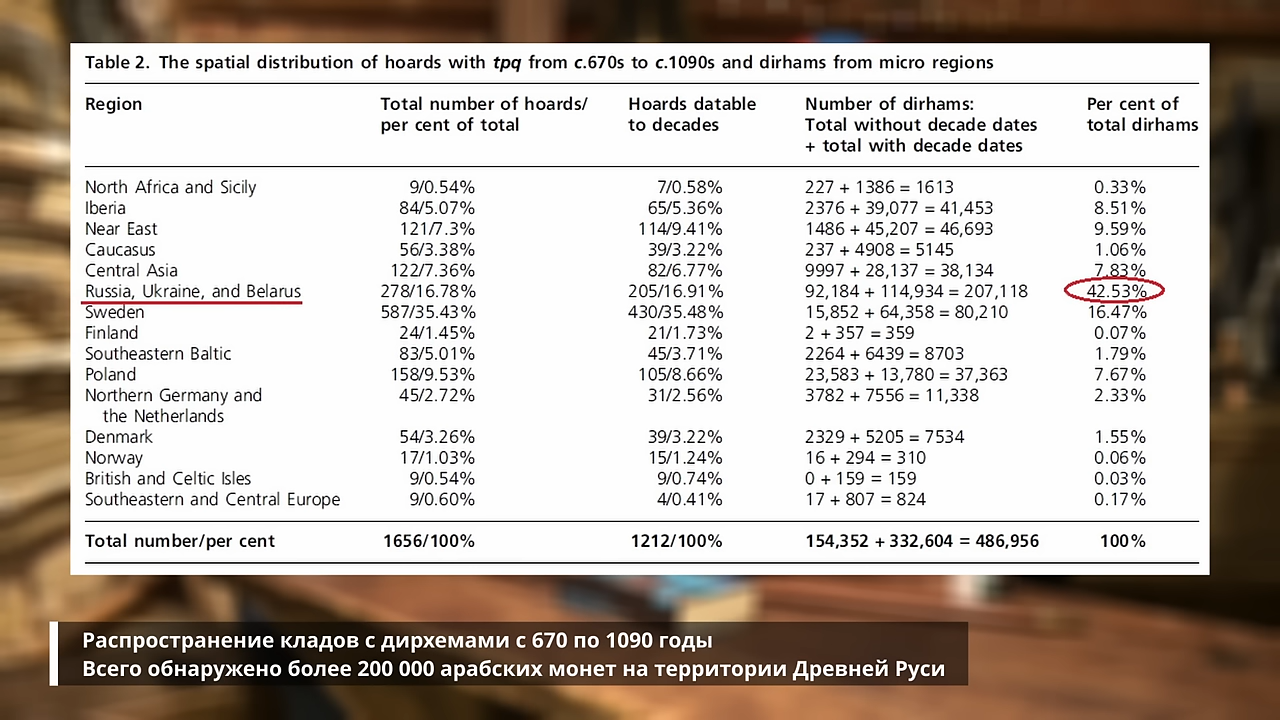 Table 2. The spatial distribution of hoards with tpq from c.670s to c.1090s and dirhams from micro regions
Region Total number of hoards/ Hoards datable Number of dirhams: Per cent of
per cent of total to decades Total without decade dates total dirhams
+ total with decade dates
North Africa and Sicily 9/0.54% 7/0.58% 227 + 1386 = 1613 0.33%
Iberia 84/5.07% 65/5.36% 2376 + 39,077 = 41,453 8.51%
Near East 121/7.3% 114/9.41% 1486 + 45,207 = 46,693 9.59%
Caucasus 56/3.38% 39/3.22% 237 + 4908 = 5145 1.06%
Central Asia 122/7.36% 82/6.77% 9997 + 28,137 = 38,134 7.83%
Russia, Ukraine, and Belarus 278/16.78% 205/16.91% 92,184 + 114,934 = 207,118 42.53%
Sweden 587/35.43% 430/35.48% 15,852 + 64,358 = 80,210 16.47%
Finland 24/1.45% 21/1.73% 2 + 357 = 359 0.07%
Southeastern Baltic 83/5.01% 45/3.71% 2264 + 6439 = 8703 1.79%
Poland 158/9.53% 105/8.66% 23,583 + 13,780 = 37,363 7.67%
Northern Germany and 45/2.72% 31/2.56% 3782 + 7556 = 11,338 2.33%
the Netherlands
Denmark 54/3.26% 39/3.22% 2329 + 5205 = 7534 1.55%
Norway 17/1.03% 15/1.24% 16 + 294 = 310 0.06%
British and Celtic Isles 9/0.54% 9/0.74% 0 + 159 = 159 0.03%
Southeastern and Central Europe 9/0.60% 4/0.41% 17 + 807 = 824 0.17%
Total number/per cent 1656/100% 1212/100% 154,352 + 332,604 = 486,956 100%
Распространение кладов с дирхемами с 670 по 1090 годы
Всего обнаружено более 200 000 арабских монет на территории Древней Руси